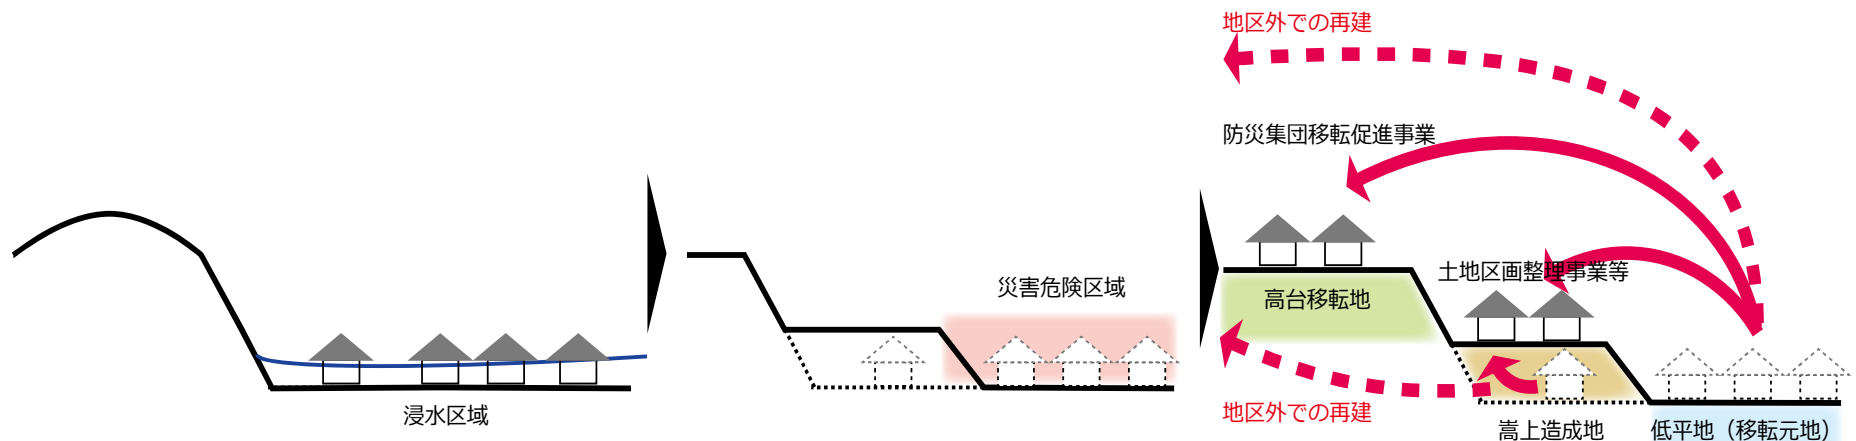 浸水区域
災害危険区域
地区外での再建
防災集団移転促進事業
土地区画整理事業等
高台移転地
地区外での再建
嵩上造成地
低平地（移転元地）